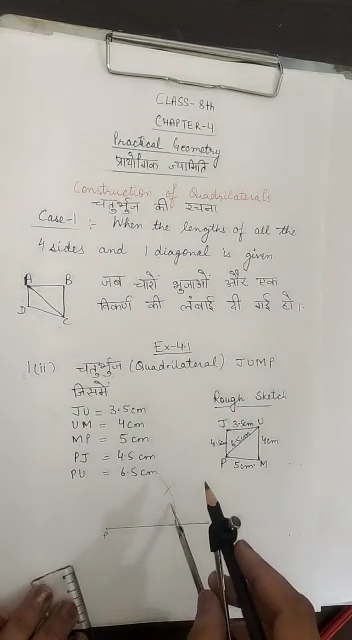 CLASS-8th
CHAPTER-4
Practical Geometry
प्रायोगिक ज्यामिति
Construction of Quadrilaterals
चतुर्भुज की रचना
Case-1 :- When the lengths of all the
4 sides and 1 diagonal is given
A B
D
C
जब चारों भुजाओं और एक
विकर्ण की लंबाई दी गई हो।
Ex-4.1
1(ii) चतुर्भुज (Quadrilateral) JUMP
जिसमें
JU = 3.5cm
UM = 4cm
MP = 5cm
PJ = 4.5cm
PU = 6.5cm
Rough Sketch
J 3.5cm U
4.5cm 6.5cm 4cm
P 5cm M
P